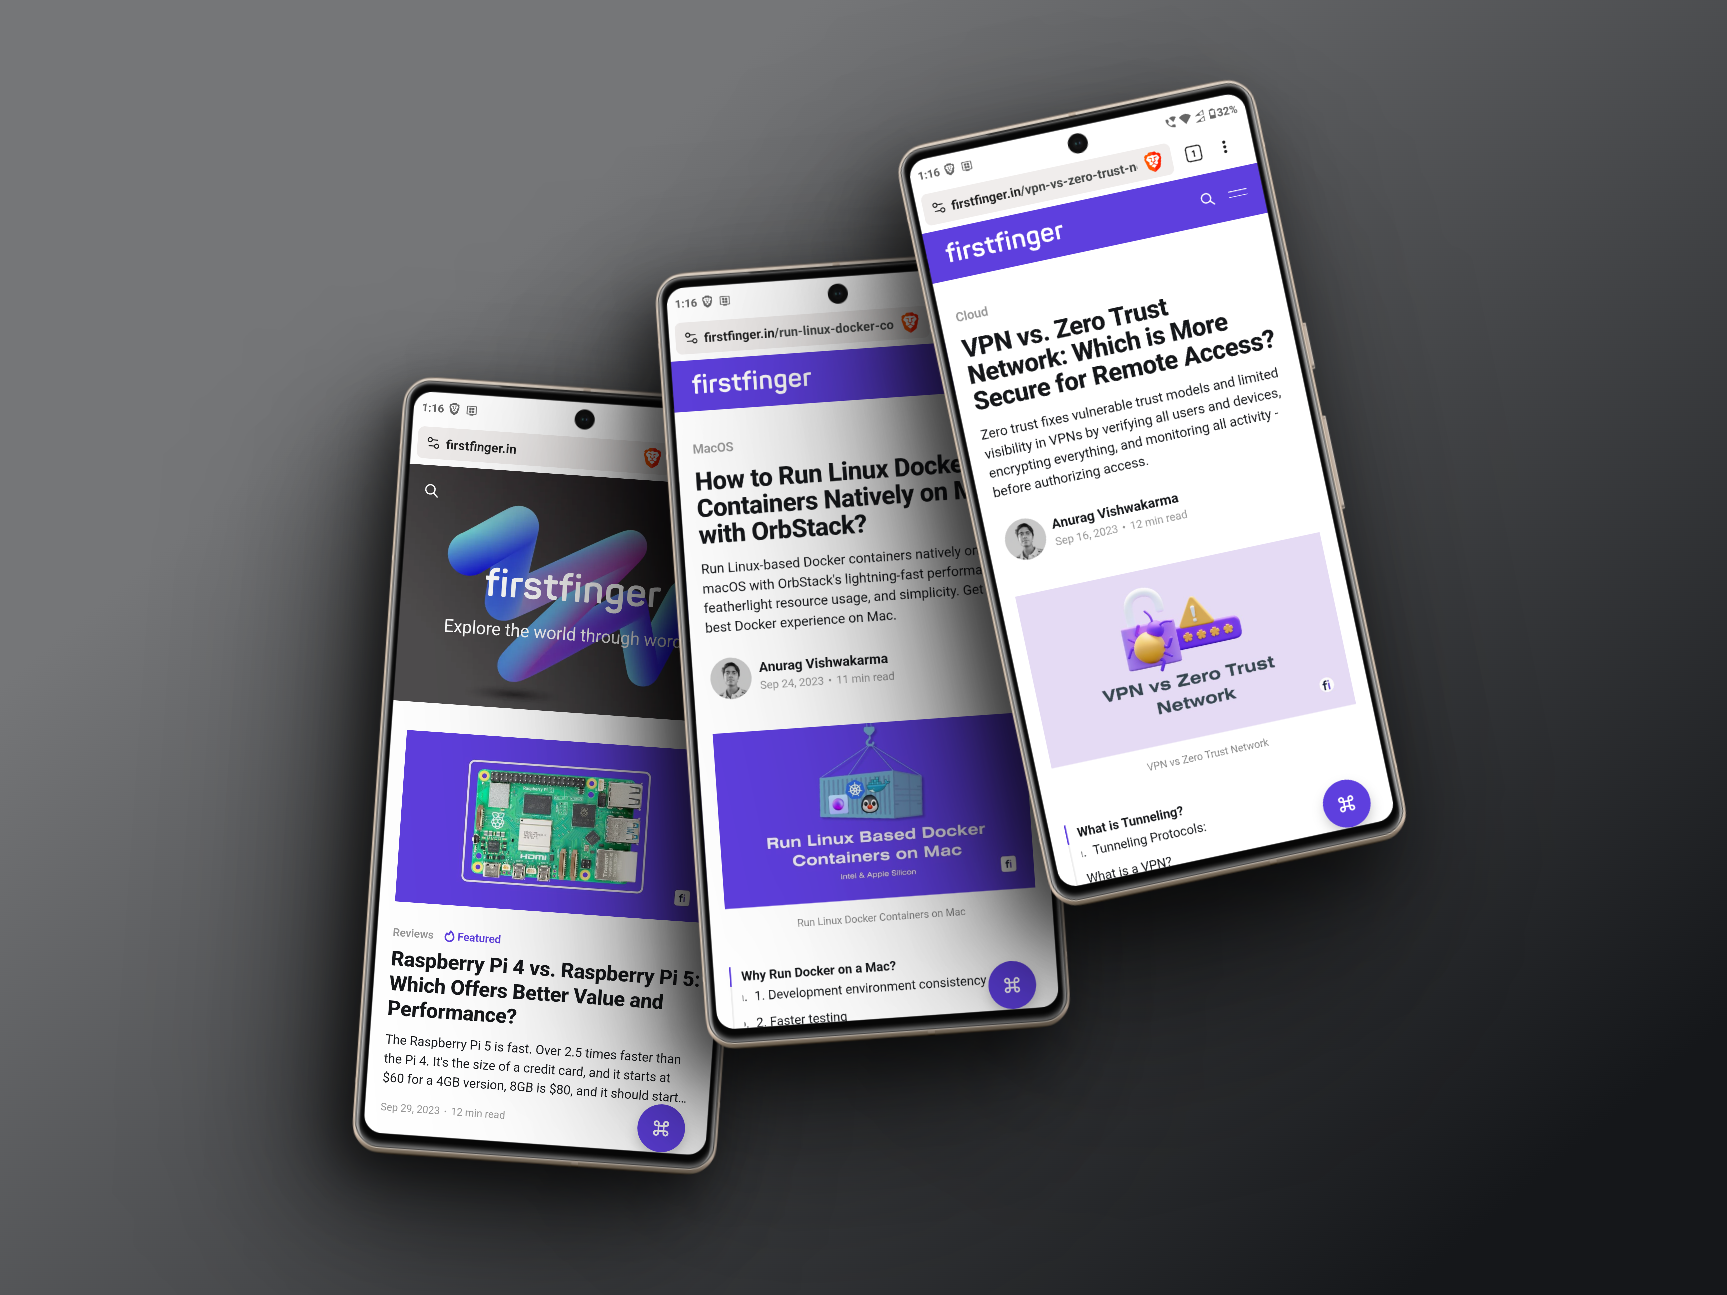 1:16
firstfinger.in
firstfinger
Explore the world through word
HDMI
fi
Reviews Featured
Raspberry Pi 4 vs. Raspberry Pi 5:
Which Offers Better Value and
Performance?
The Raspberry Pi 5 is fast. Over 2.5 times faster than
the Pi 4. It's the size of a credit card, and it starts at
$60 for a 4GB version, 8GB is $80, and it should start...
Sep 29, 2023 · 12 min read
1:16
firstfinger.in/run-linux-docker-co
firstfinger
MacOS
How to Run Linux Docke
Containers Natively on M
with OrbStack?
Run Linux-based Docker containers natively on
macOS with OrbStack's lightning-fast performa
featherlight resource usage, and simplicity. Get
best Docker experience on Mac.
Anurag Vishwakarma
Sep 24, 2023 • 11 min read
Run Linux Based Docker
Containers on Mac
Intel & Apple Silicon
fi
Run Linux Docker Containers on Mac
Why Run Docker on a Mac?
1. Development environment consistency
2. Faster testing
1:16 32%
firstfinger.in/vpn-vs-zero-trust-n 1
firstfinger
Cloud
VPN vs. Zero Trust
Network: Which is More
Secure for Remote Access?
Zero trust fixes vulnerable trust models and limited
visibility in VPNs by verifying all users and devices,
encrypting everything, and monitoring all activity -
before authorizing access.
Anurag Vishwakarma
Sep 16, 2023 • 12 min read
VPN vs Zero Trust
Network
fi
VPN vs Zero Trust Network
What is Tunneling?
Tunneling Protocols:
What is a VPN?